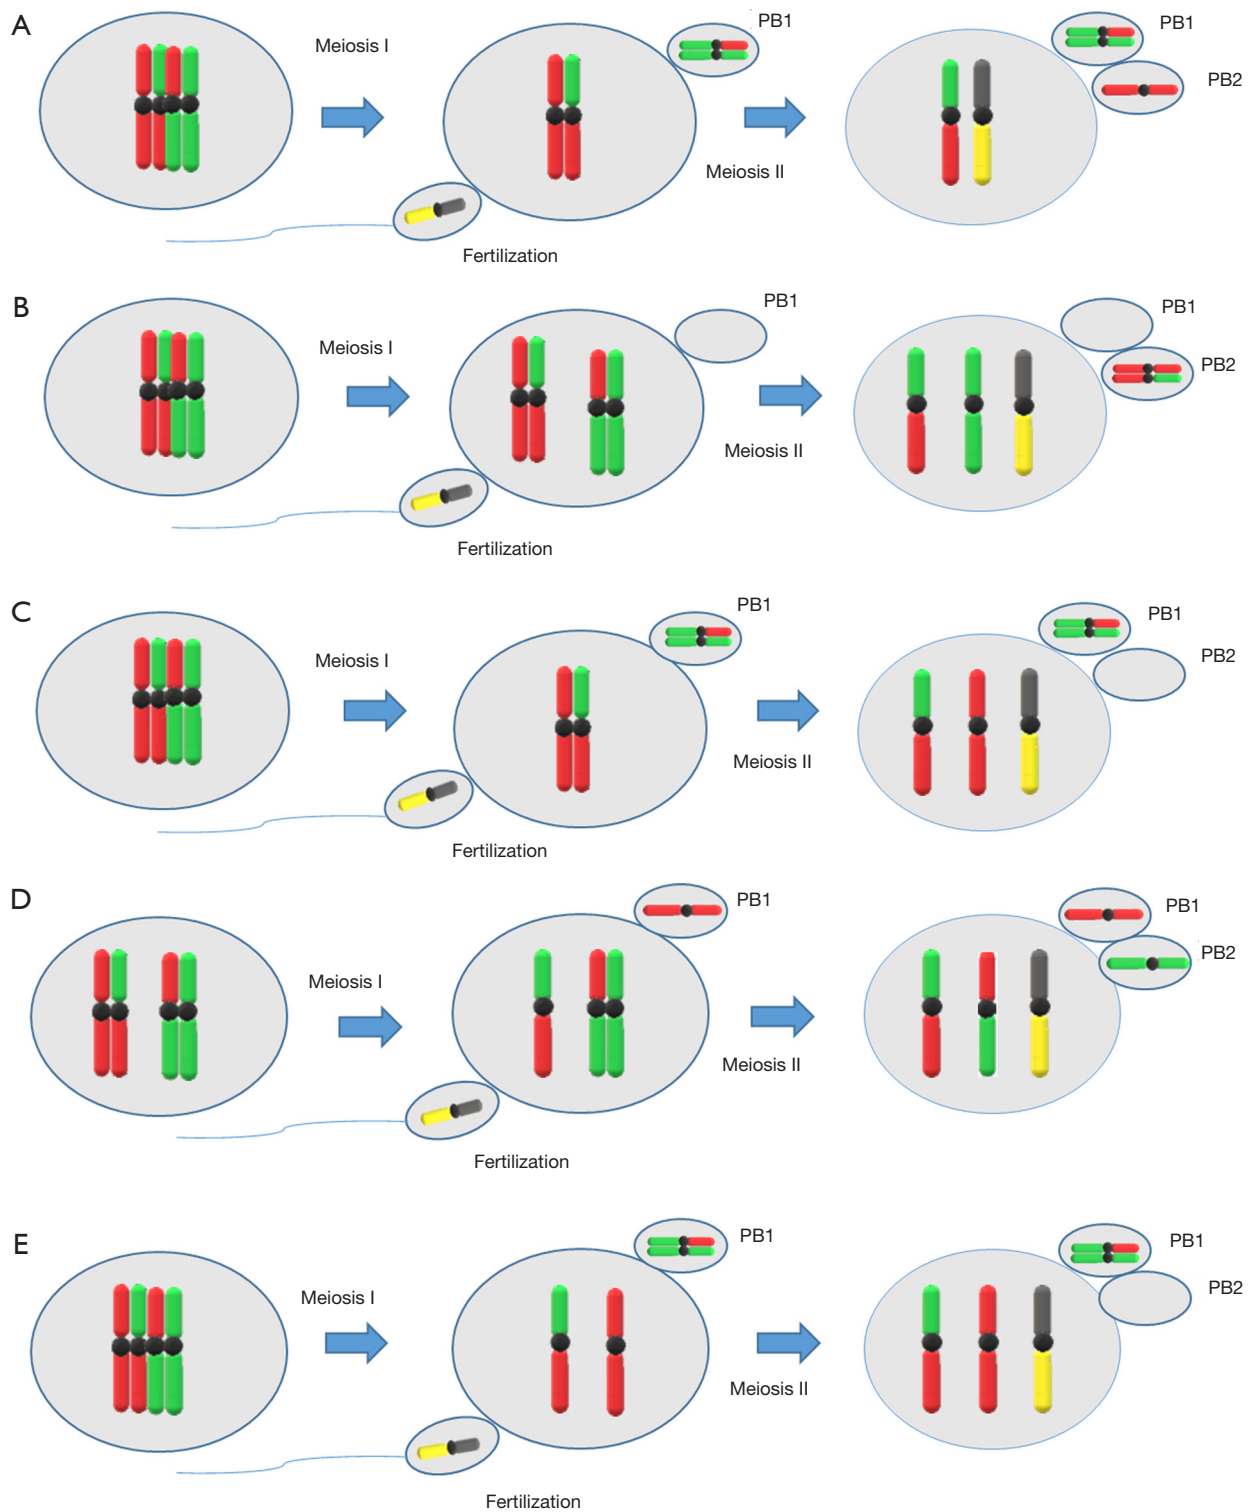 A
Meiosis I
PB1
PB1
PB2
Meiosis II
Fertilization
B
Meiosis I
PB1
PB1
PB2
Meiosis II
Fertilization
C
Meiosis I
PB1
PB1
PB2
Meiosis II
Fertilization
D
Meiosis I
PB1
PB1
PB2
Meiosis II
Fertilization
E
Meiosis I
PB1
PB1
PB2
Meiosis II
Fertilization